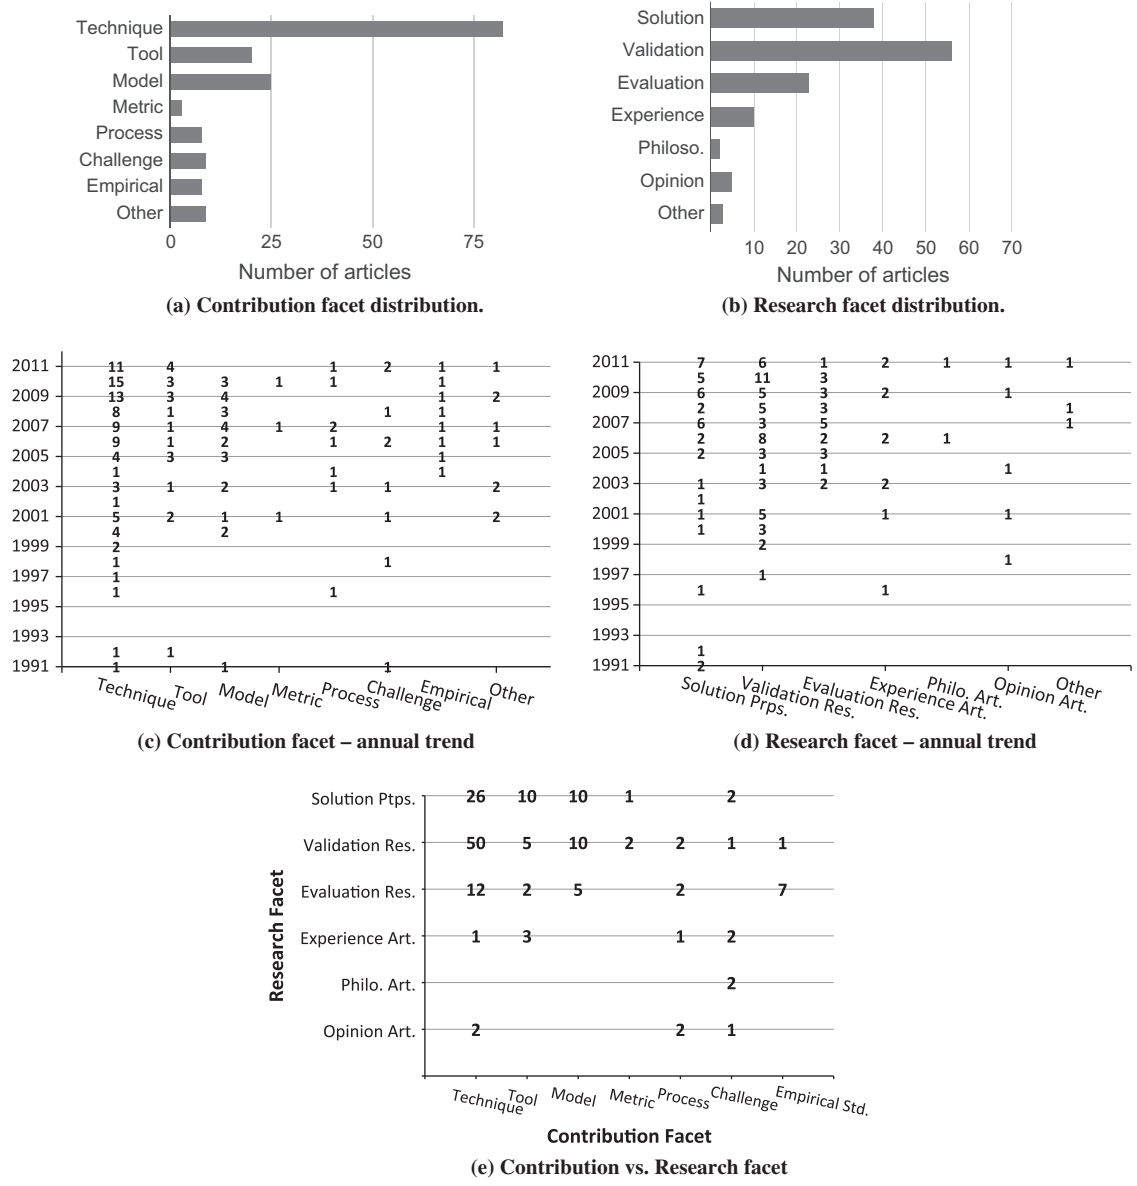 Technique
Tool
Model
Metric
Process
Challenge
Empirical
Other
0 25 50 75
Number of articles
(a) Contribution facet distribution.
Solution
Validation
Evaluation
Experience
Philoso.
Opinion
Other
10 20 30 40 50 60 70
Number of articles
(b) Research facet distribution.
2011 11 4 1 2 1 1
15 3 3 1 1 1
2009 13 3 4 1 2
8 1 3 1 1
2007 9 1 4 1 2 1 1
9 1 2 1 2 1 1
2005 4 3 3 1
1 1 1
2003 3 1 2 1 1 2
1
2001 5 2 1 1 1 2
4 2
1999 2
1 1
1997 1
1 1
1995
1993
1 1
1991 1 1 1
Technique Tool Model Metric Process Challenge Empirical Other
(c) Contribution facet – annual trend
2011 7 6 1 2 1 1 1
5 11 3
2009 6 5 3 2 1
2 5 3 1
2007 6 3 5 1
2 8 2 2 1
2005 2 3 3
1 1 1
2003 1 3 2 2
1
2001 1 5 1 1
1 3
1999 2
1
1997 1
1 1
1995
1993
1
1991 2
Solution Prps. Validation Res. Evaluation Res. Experience Art. Philo. Art. Opinion Art. Other
(d) Research facet – annual trend
Research Facet
Solution Ptps. 26 10 10 1 2
Validation Res. 50 5 10 2 2 1 1
Evaluation Res. 12 2 5 2 7
Experience Art. 1 3 1 2
Philo. Art. 2
Opinion Art. 2 2 1
Technique Tool Model Metric Process Challenge Empirical Std.
Contribution Facet
(e) Contribution vs. Research facet